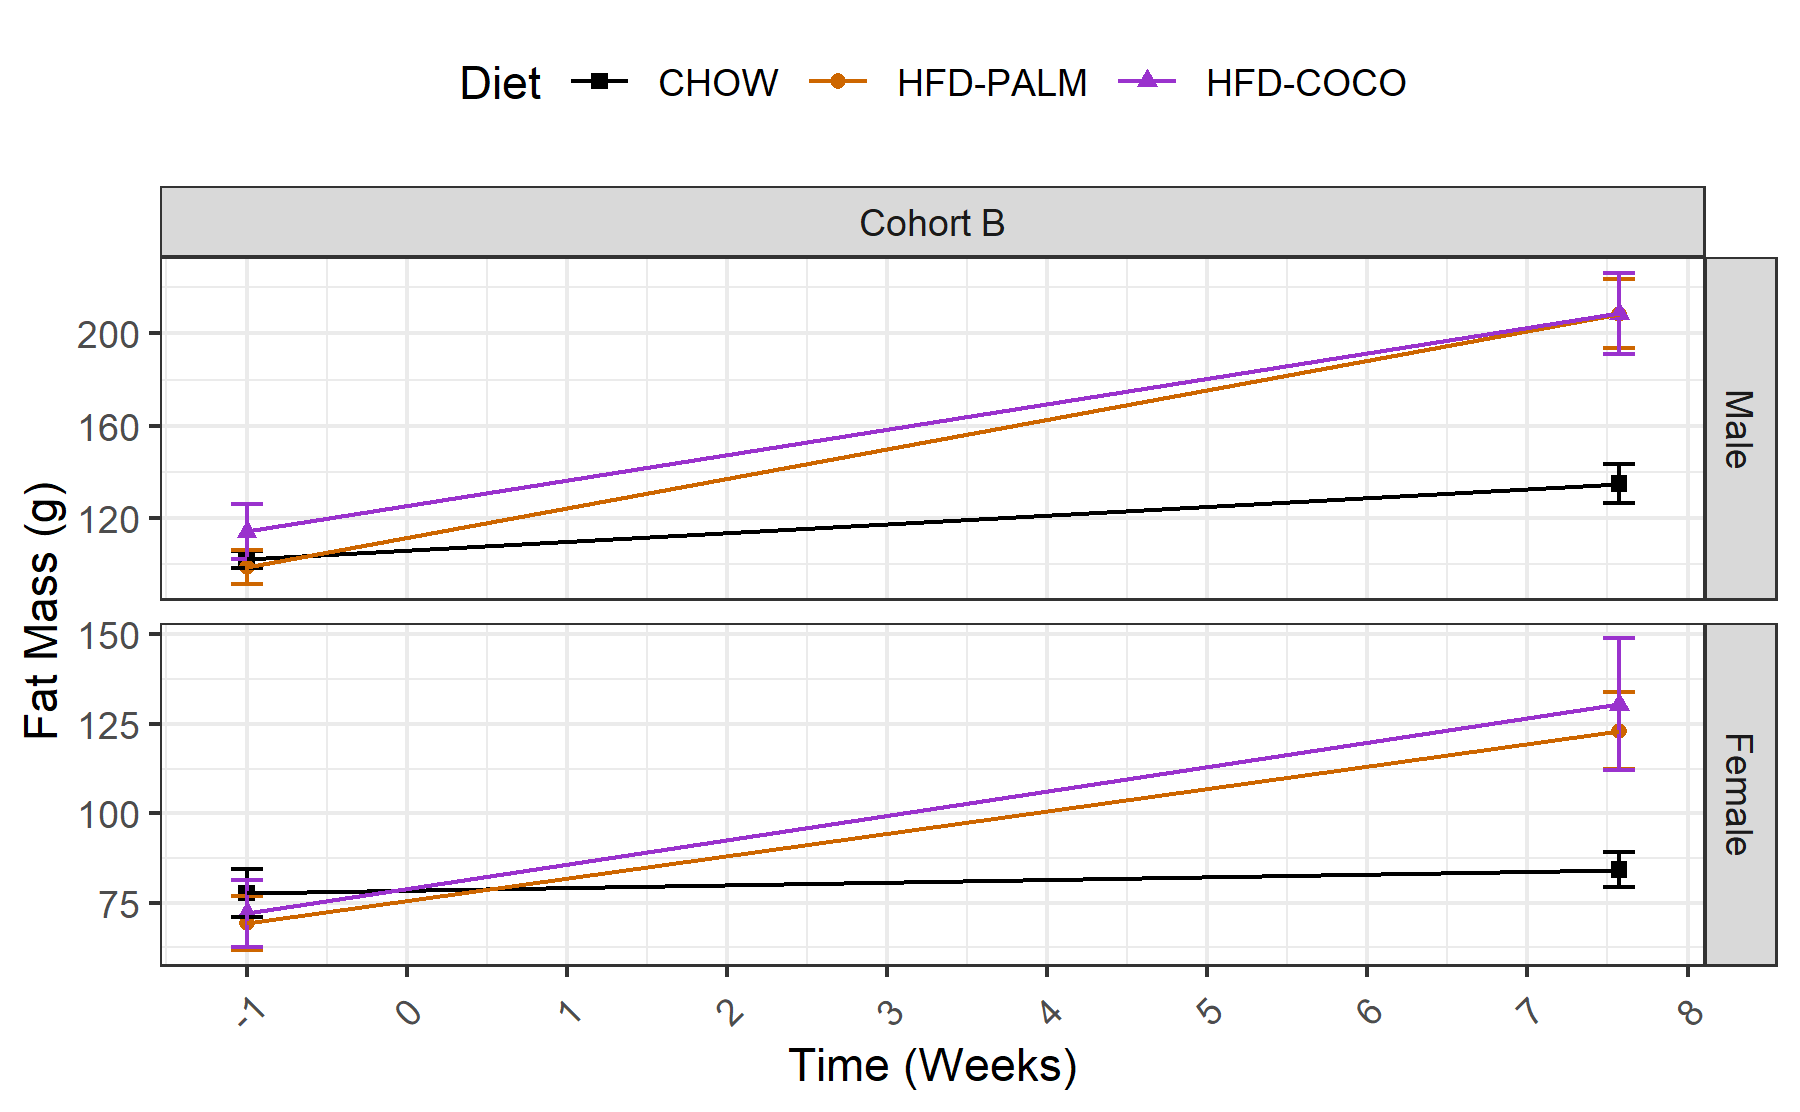 Diet CHOW HFD-PALM HFD-COCO
Cohort B
Fat Mass (g)
200
160
120
Male
150
125
100
75
Female
-1 0 1 2 3 4 5 6 7 8
Time (Weeks)